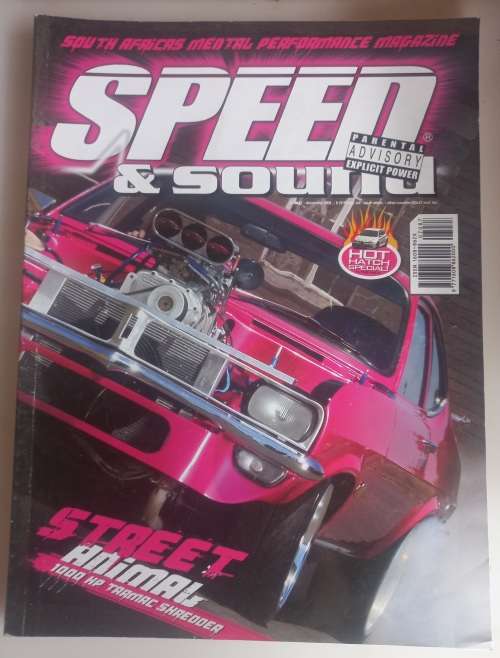 SOUTH AFRICAS MENTAL PERFORMANCE MAGAZINE
SPEED
& sound
®
PARENTAL
ADVISORY
EXPLICIT POWER
HOT
HATCH
SPECIAL!
STREET
ANIMAL
1000 HP TARMAC SHREDDER